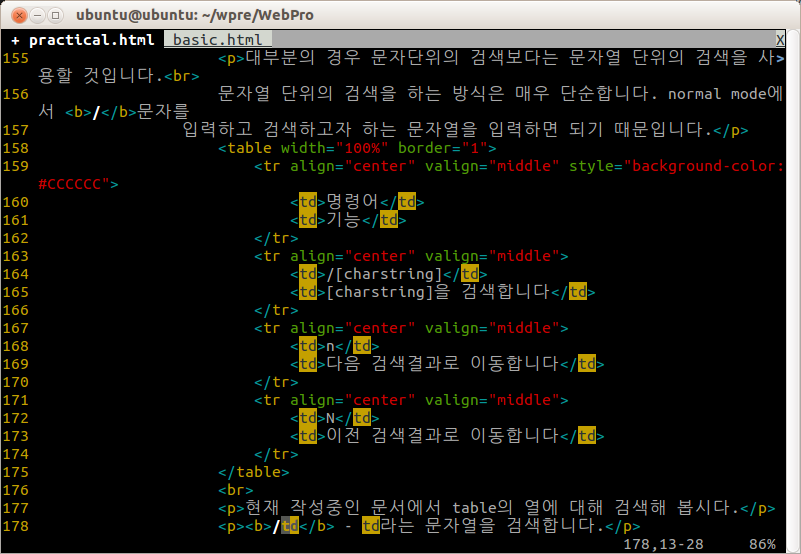 ubuntu@ubuntu: ~/wpre/WebPro
+ practical.html  basic.html  X
155 <p>대부분의 경우 문자단위의 검색보다는 문자열 단위의 검색을 사>
용할 것입니다.<br>
156 문자열 단위의 검색을 하는 방식은 매우 단순합니다. normal mode에
서 <b>/</b>문자를
157 입력하고 검색하고자 하는 문자열을 입력하면 되기 때문입니다.</p>
158 <table width="100%" border="1">
159 <tr align="center" valign="middle" style="background-color:
#CCCCCC">
160 <td>명령어</td>
161 <td>기능</td>
162 </tr>
163 <tr align="center" valign="middle">
164 <td>/[charstring]</td>
165 <td>[charstring]을 검색합니다</td>
166 </tr>
167 <tr align="center" valign="middle">
168 <td>n</td>
169 <td>다음 검색결과로 이동합니다</td>
170 </tr>
171 <tr align="center" valign="middle">
172 <td>N</td>
173 <td>이전 검색결과로 이동합니다</td>
174 </tr>
175 </table>
176 <br>
177 <p>현재 작성중인 문서에서 table의 열에 대해 검색해 봅시다.</p>
178 <p><b>/td</b> - td라는 문자열을 검색합니다.</p>
178,13-28 86%